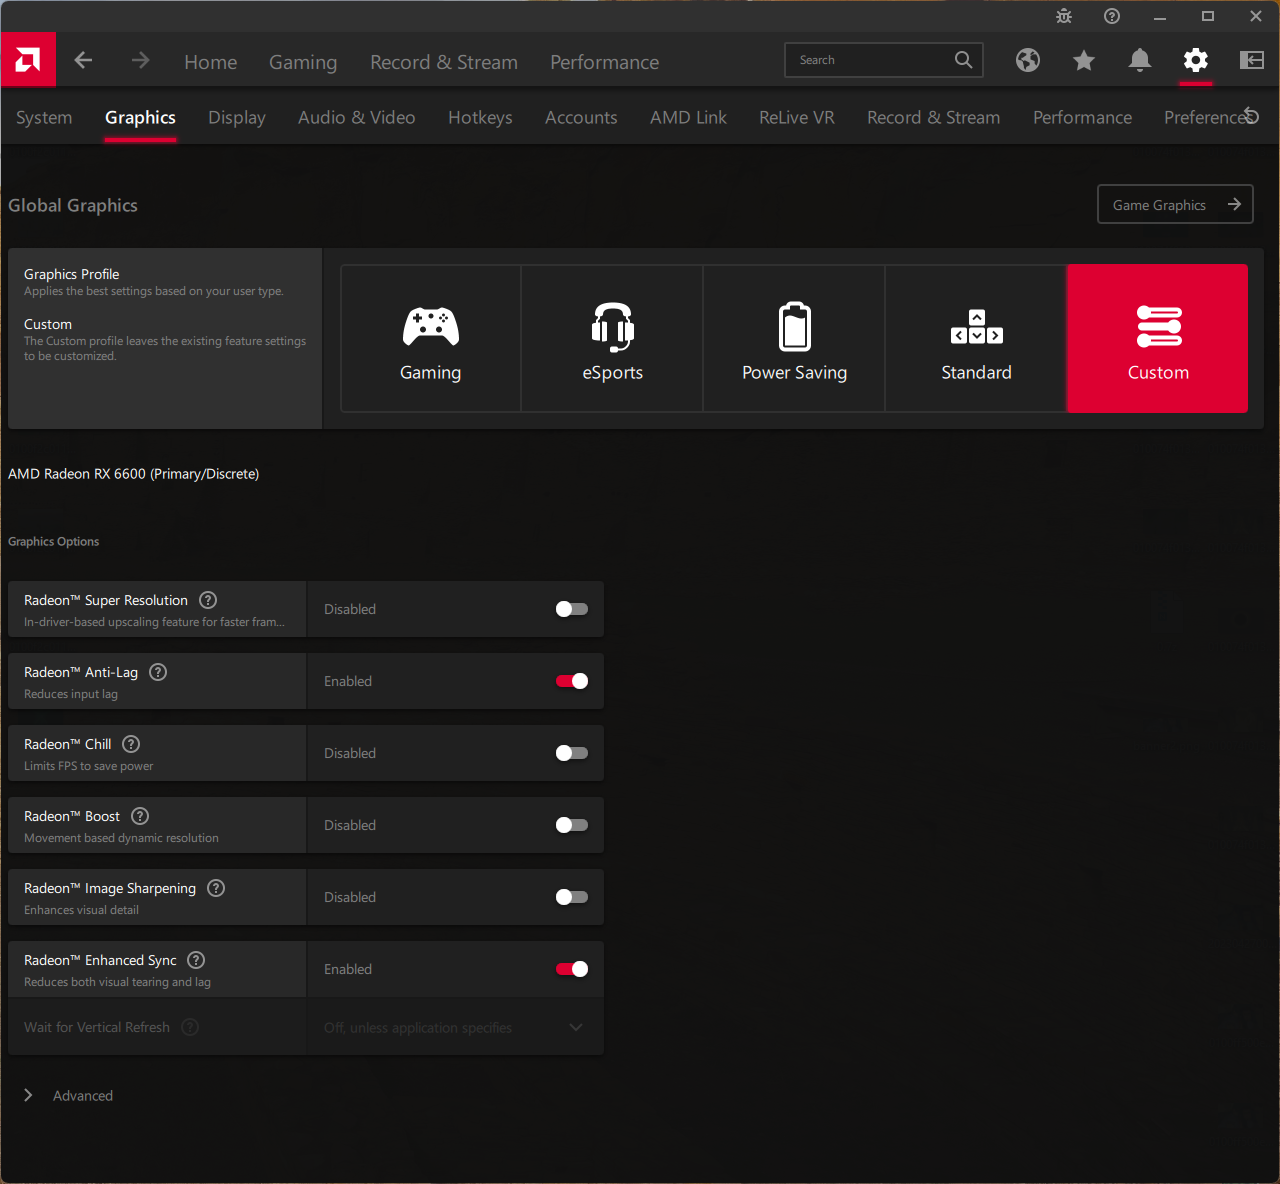 Home Gaming Record & Stream Performance Search
System Graphics Display Audio & Video Hotkeys Accounts AMD Link ReLive VR Record & Stream Performance Preferences
Global Graphics
Game Graphics
Graphics Profile
Applies the best settings based on your user type.
Custom
The Custom profile leaves the existing feature settings
to be customized.
Gaming eSports Power Saving Standard Custom
AMD Radeon RX 6600 (Primary/Discrete)
Graphics Options
Radeon™ Super Resolution
In-driver-based upscaling feature for faster fram...
Disabled
Radeon™ Anti-Lag
Reduces input lag
Enabled
Radeon™ Chill
Limits FPS to save power
Disabled
Radeon™ Boost
Movement based dynamic resolution
Disabled
Radeon™ Image Sharpening
Enhances visual detail
Disabled
Radeon™ Enhanced Sync
Reduces both visual tearing and lag
Enabled
Wait for Vertical Refresh
Off, unless application specifies
Advanced